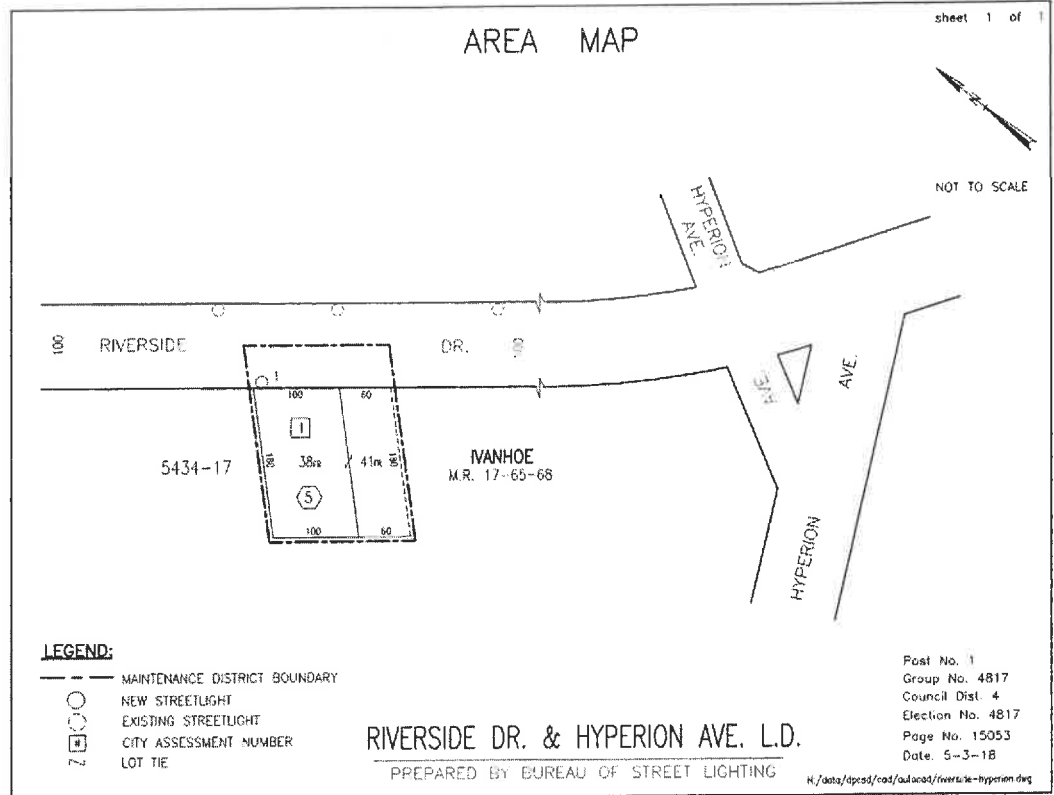 sheet 1 of 1
AREA MAP
N
NOT TO SCALE
HYPERION
AVE.
100 RIVERSIDE DR.
AVE.
AVE.
1
100 60
1
5434-17
180 38FR 41FR
5
IVANHOE
M.R. 17-65-68
100 60
HYPERION
LEGEND:
MAINTENANCE DISTRICT BOUNDARY
NEW STREETLIGHT
EXISTING STREETLIGHT
# CITY ASSESSMENT NUMBER
LOT TIE
RIVERSIDE DR. & HYPERION AVE. L.D.
PREPARED BY BUREAU OF STREET LIGHTING
Post No. 1
Group No. 4817
Council Dist. 4
Election No. 4817
Page No. 15053
Date. 5-3-18
H:/data/dpcad/cad/autocad/riverside-hyperion.dwg